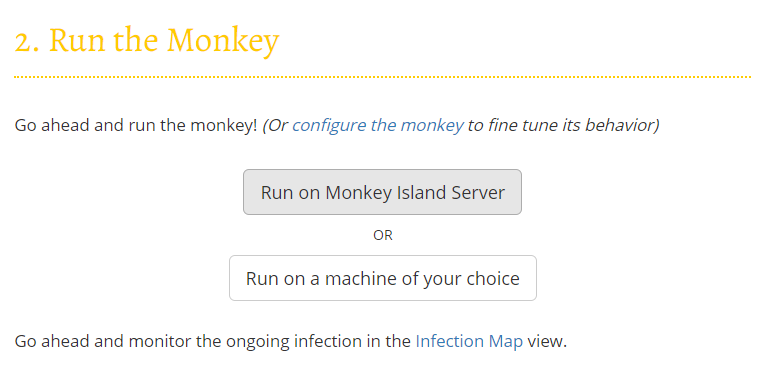 2. Run the Monkey
Go ahead and run the monkey! (Or configure the monkey to fine tune its behavior)
Run on Monkey Island Server
OR
Run on a machine of your choice
Go ahead and monitor the ongoing infection in the Infection Map view.